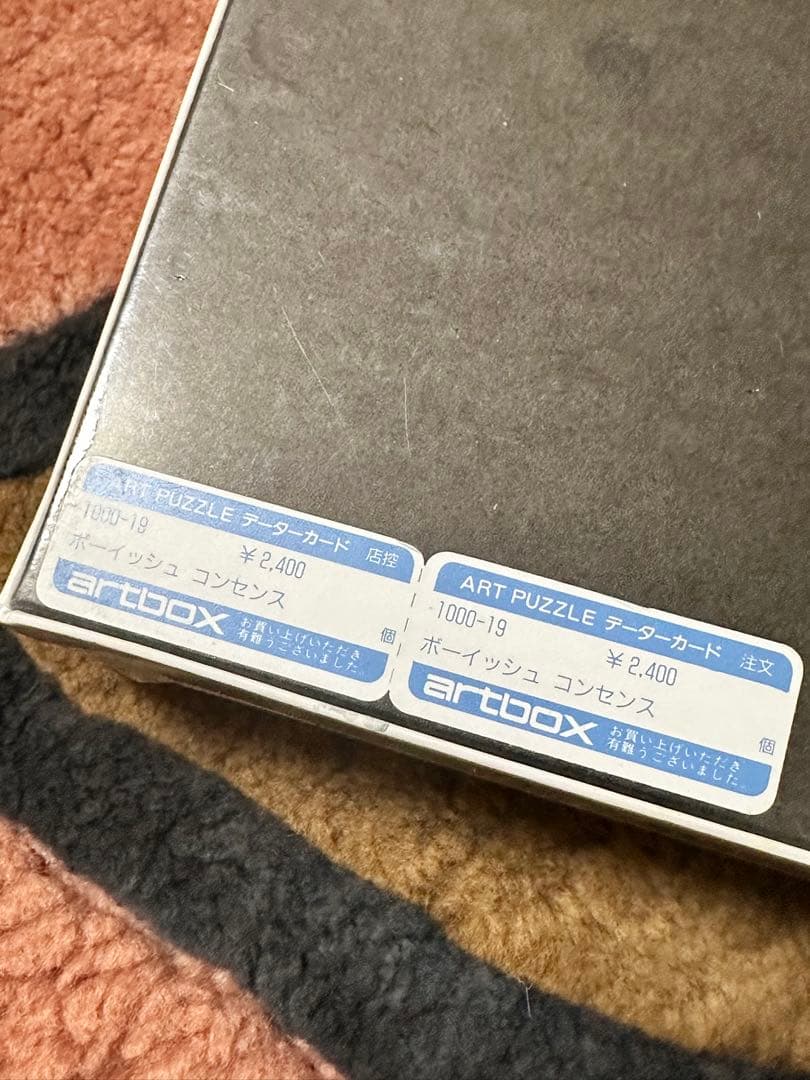 ART PUZZLE データーカード 店控
1000-19
¥2,400
ボーイッシュ コンセンス
個
artbox お買い上げいただき
有難うございました。
ART PUZZLE データーカード 注文
1000-19
¥2,400
ボーイッシュ コンセンス
個
artbox お買い上げいただき
有難うございました。